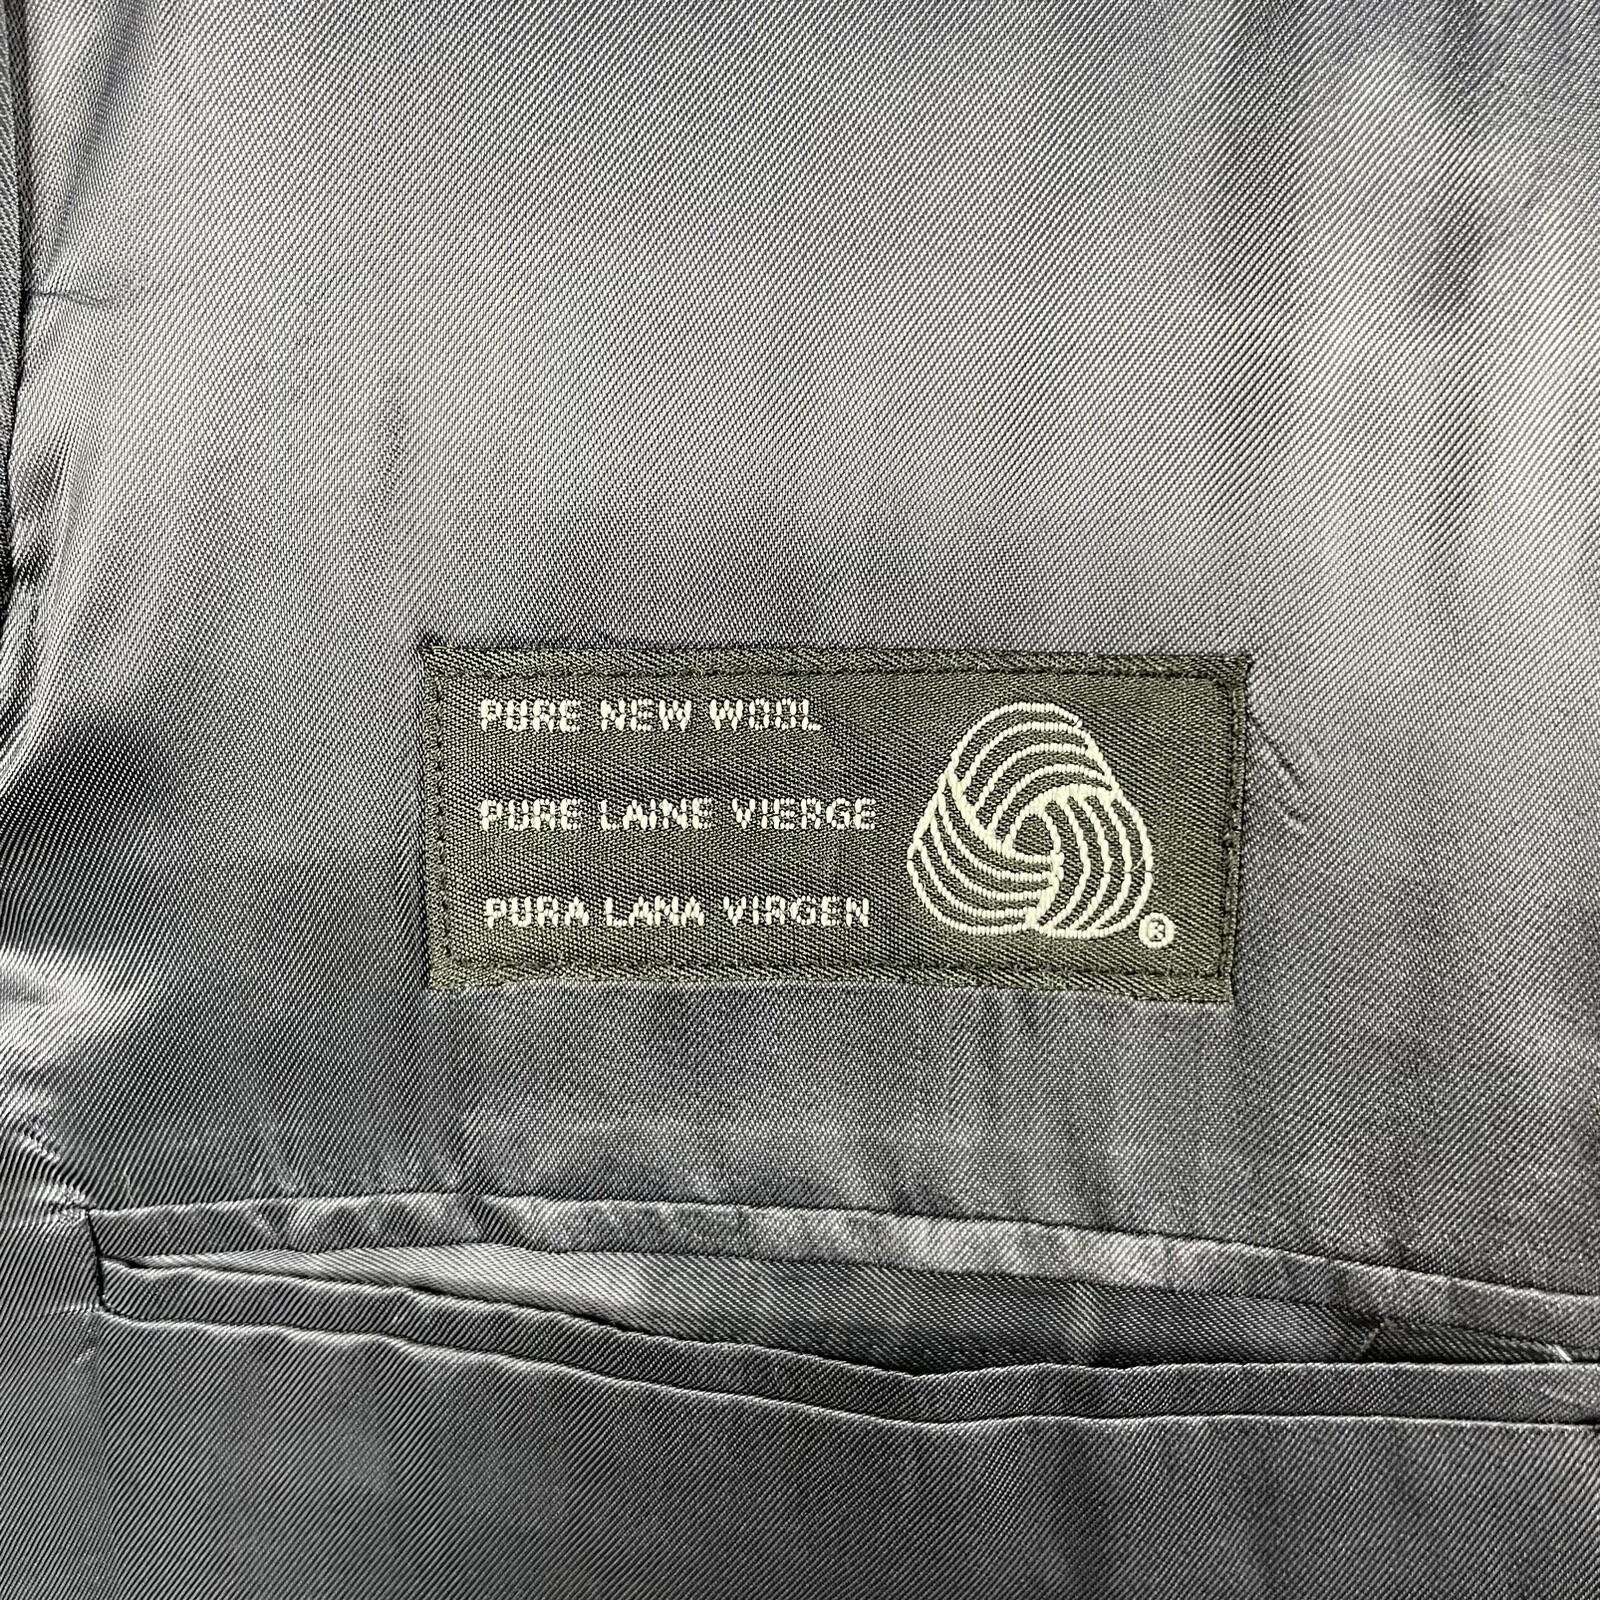 PURE NEW WOOL
PURE LAINE VIERGE
PURA LANA VIRGEN
®